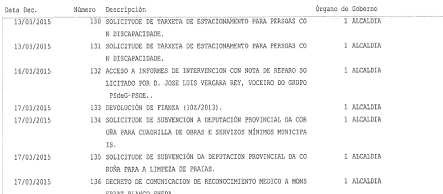 Data Dec. Número Descripción Órgano de Goberno
13/03/2015 130 SOLICITUDE DE TARXETA DE ESTACIONAMENTO PARA PERSOAS CO 1 ALCALDIA
N DISCAPACIDADE.
13/03/2015 131 SOLICITUDE DE TARXETA DE ESTACIONAMENTO PARA PERSOAS CO 1 ALCALDIA
N DISCAPACIDADE.
16/03/2015 132 ACCESO A INFORMES DE INTERVENCION CON NOTA DE REPARO SO 1 ALCALDIA
LICITADO POR D. JOSE LUIS VERGARA REY, VOCEIRO DO GRUPO
PSdeG-PSOE..
17/03/2015 133 DEVOLUCIÓN DE FIANZA (102/2013). 1 ALCALDIA
17/03/2015 134 SOLICITUDE DE SUBVENCIÓN A DEPUTACIÓN PROVINCIAL DA COR 1 ALCALDIA
UÑA PARA CUADRILLA DE OBRAS E SERVIZOS MÍNIMOS MUNICIPA
IS.
17/03/2015 135 SOLICITUDE DE SUBVENCIÓN DA DEPUTACION PROVINCIAL DA CO 1 ALCALDIA
RUÑA PARA A LIMPEZA DE PRAIAS.
17/03/2015 136 DECRETO DE COMUNICACION DE RECONOCIMIENTO MEDICO A MONS 1 ALCALDIA